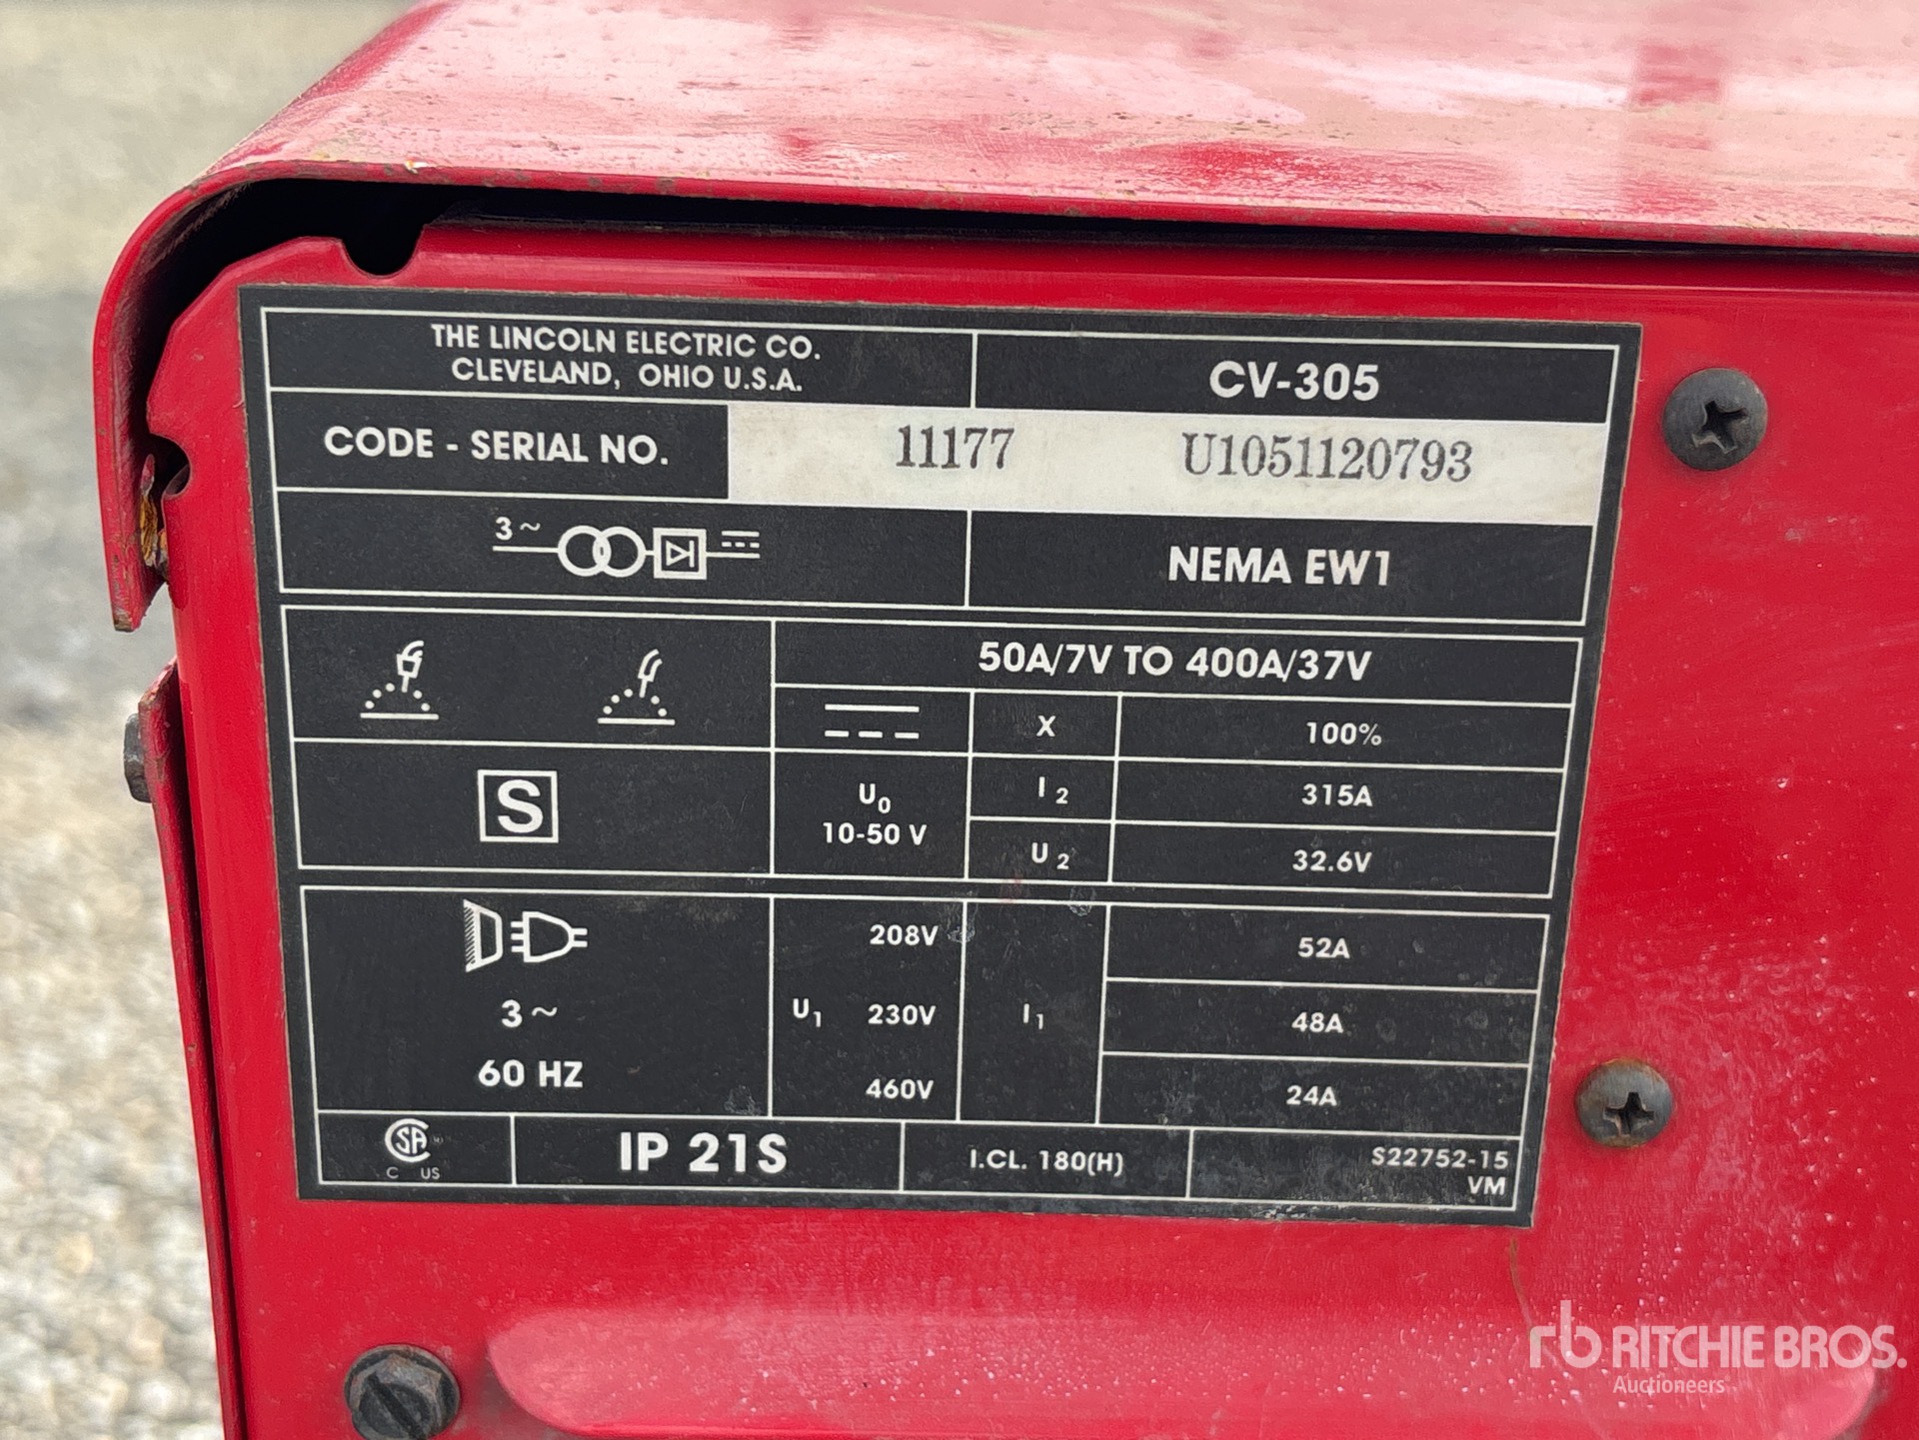 THE LINCOLN ELECTRIC CO.
CLEVELAND, OHIO U.S.A.
CV-305
CODE - SERIAL NO.
11177 U1051120793
3~
NEMA EW1
50A/7V TO 400A/37V
X 100%
S
U0
10-50 V
I2 315A
U2 32.6V
3~
60 HZ
U1
208V
230V
460V
I1
52A
48A
24A
CSA
C US
IP 21S
I.CL. 180(H)
S22752-15
VM
rb RITCHIE BROS.
Auctioneers